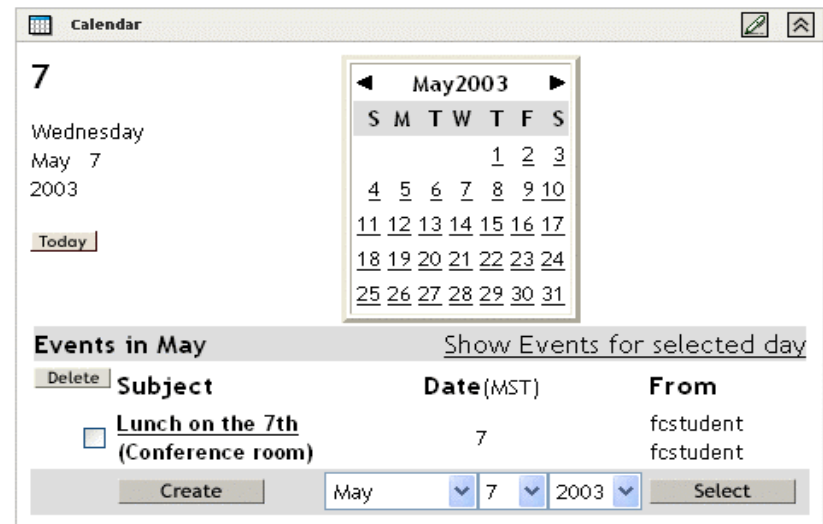 Calendar
7
Wednesday
May 7
2003
Today
May2003
S M T W T F S
1 2 3
4 5 6 7 8 9 10
11 12 13 14 15 16 17
18 19 20 21 22 23 24
25 26 27 28 29 30 31
Events in May Show Events for selected day
Delete Subject Date(MST) From
Lunch on the 7th fcstudent
(Conference room) 7 fcstudent
Create May 7 2003 Select